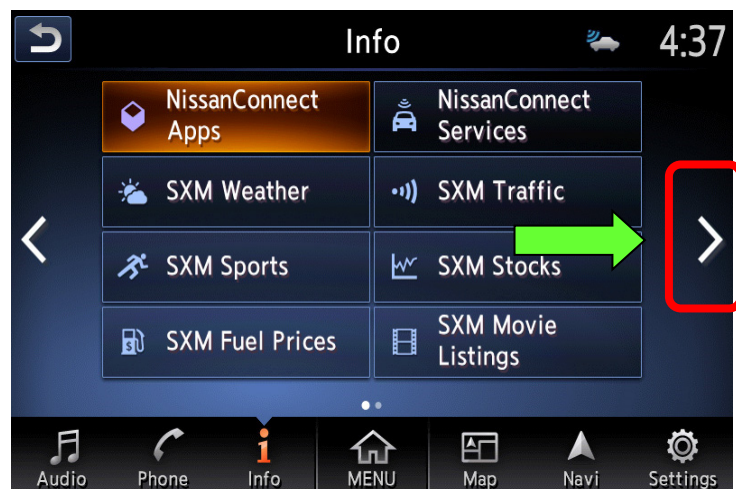 Info
4:37
NissanConnect
Apps
NissanConnect
Services
SXM Weather
SXM Traffic
SXM Sports
SXM Stocks
SXM Fuel Prices
SXM Movie
Listings
Audio
Phone
Info
MENU
Map
Navi
Settings